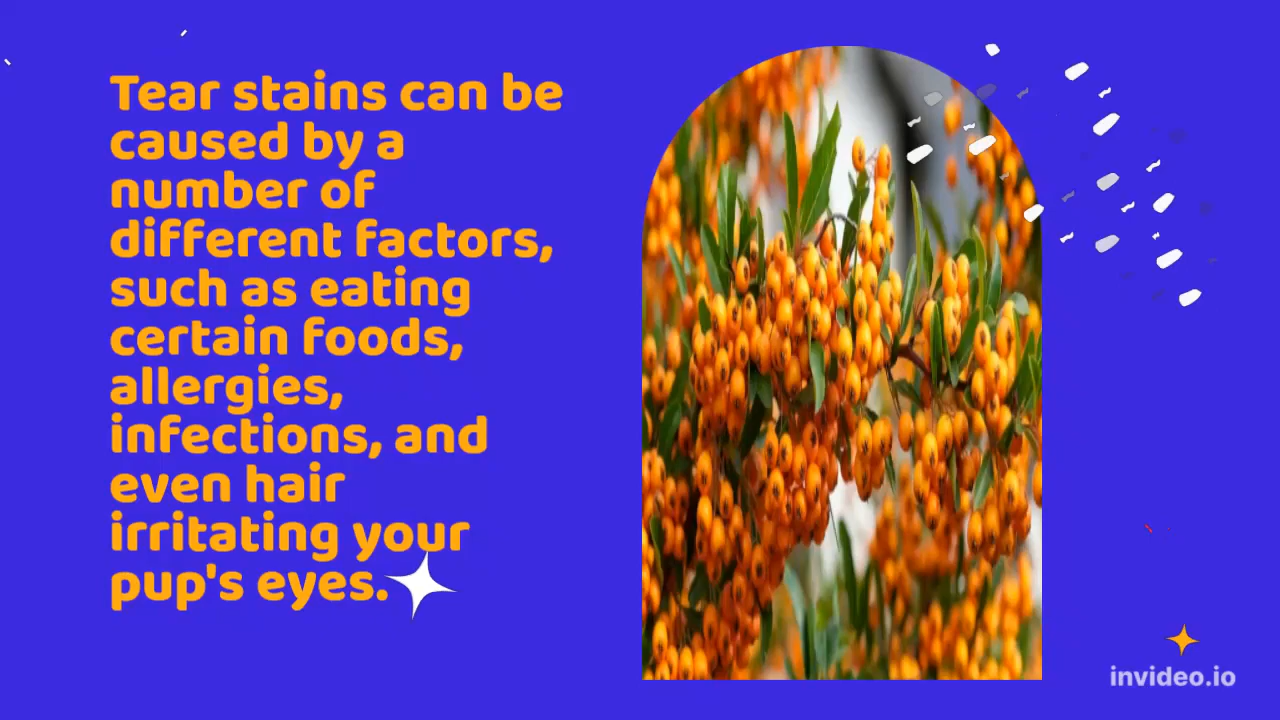 Tear stains can be
caused by a
number of
different factors,
such as eating
certain foods,
allergies,
infections, and
even hair
irritating your
pup's eyes.
invideo.io